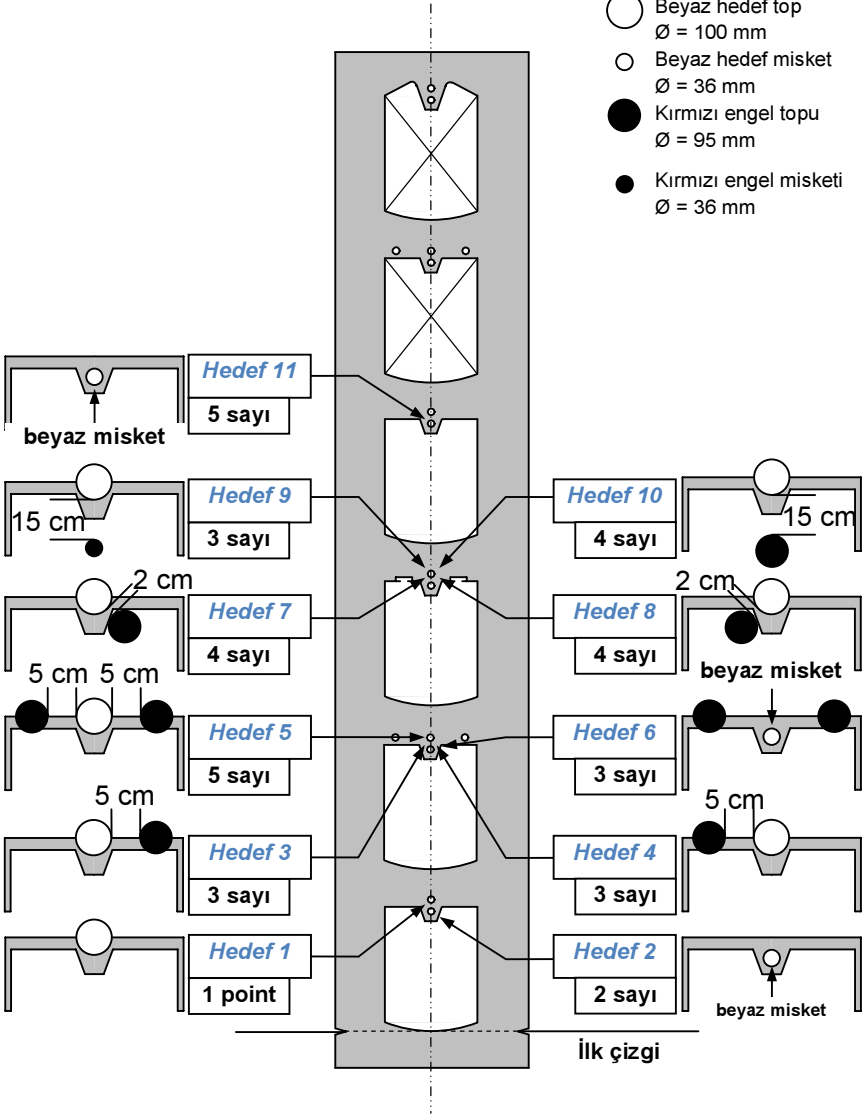 Beyaz hedef top
Ø = 100 mm
Beyaz hedef misket
Ø = 36 mm
Kırmızı engel topu
Ø = 95 mm
Kırmızı engel misketi
Ø = 36 mm
Hedef 11
5 sayı
beyaz misket
Hedef 9
3 sayı
15 cm
Hedef 10
4 sayı
15 cm
Hedef 7
4 sayı
2 cm
Hedef 8
4 sayı
2 cm
5 cm 5 cm
Hedef 5
5 sayı
beyaz misket
Hedef 6
3 sayı
5 cm
Hedef 3
3 sayı
5 cm
Hedef 4
3 sayı
Hedef 1
1 point
Hedef 2
2 sayı
beyaz misket
İlk çizgi